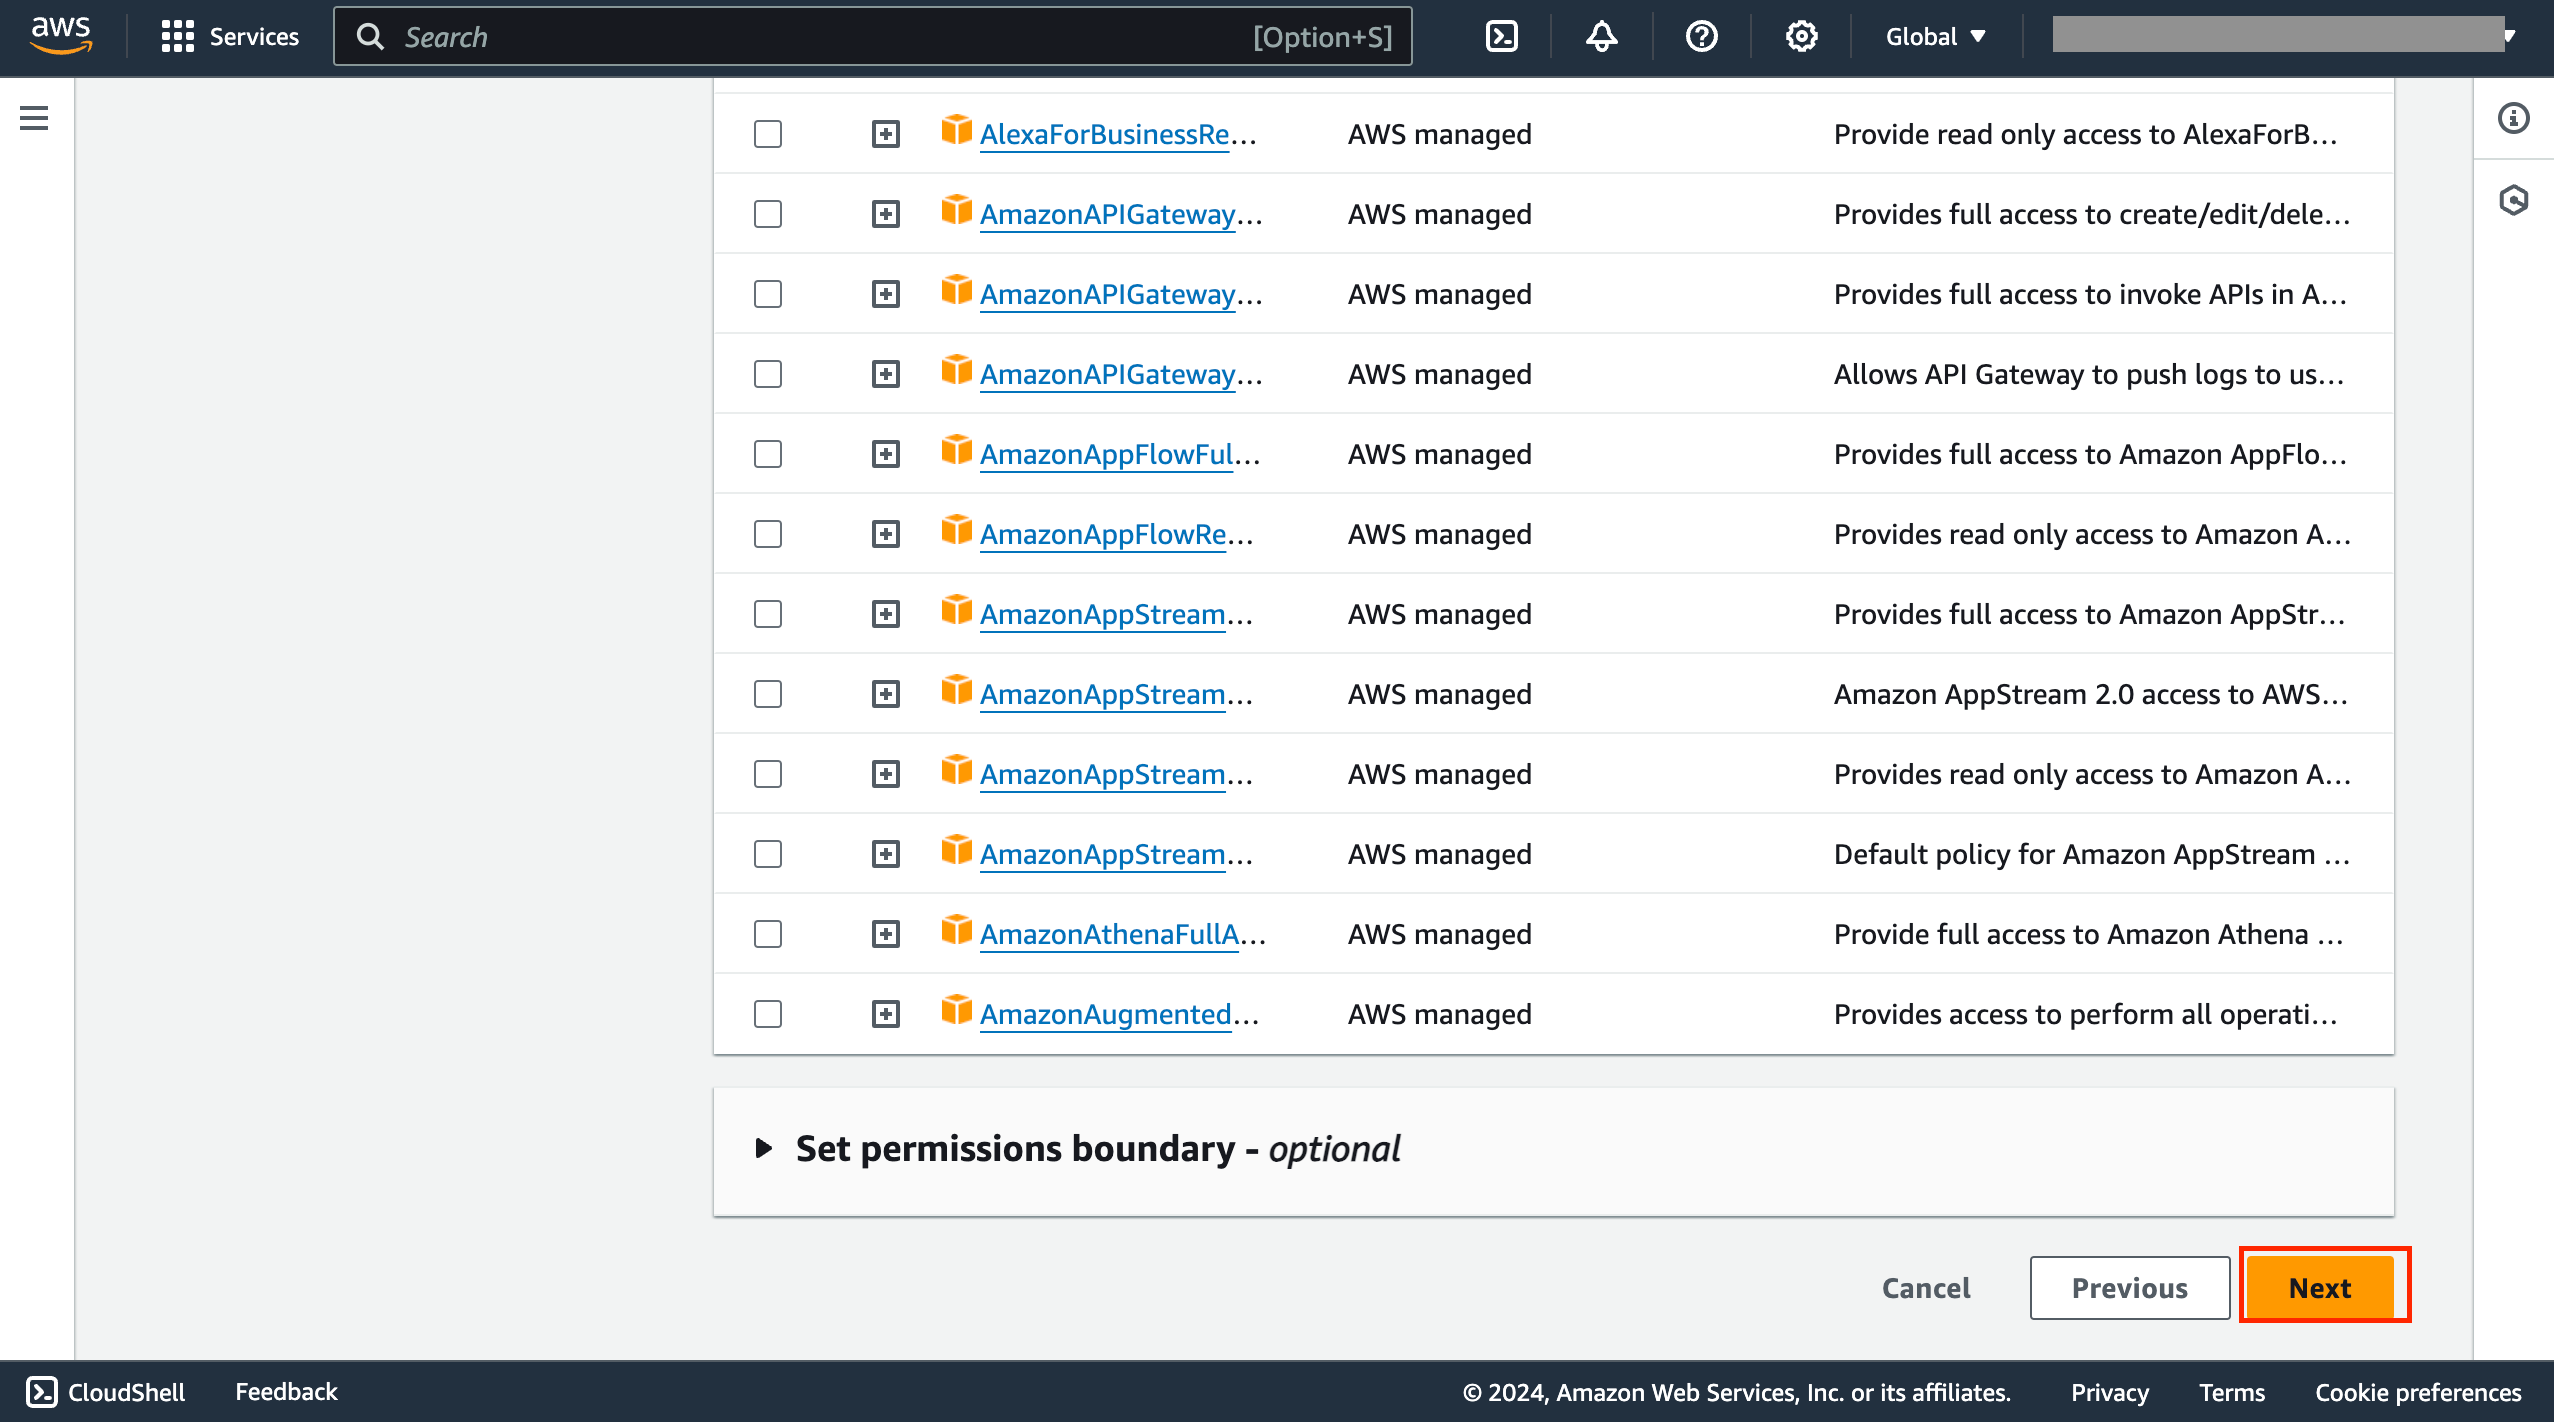 aws Services Search [Option+S] Global
AlexaForBusinessRe... AWS managed Provide read only access to AlexaForB...
AmazonAPIGateway... AWS managed Provides full access to create/edit/dele...
AmazonAPIGateway... AWS managed Provides full access to invoke APIs in A...
AmazonAPIGateway... AWS managed Allows API Gateway to push logs to us...
AmazonAppFlowFul... AWS managed Provides full access to Amazon AppFlo...
AmazonAppFlowRe... AWS managed Provides read only access to Amazon A...
AmazonAppStream... AWS managed Provides full access to Amazon AppStr...
AmazonAppStream... AWS managed Amazon AppStream 2.0 access to AWS...
AmazonAppStream... AWS managed Provides read only access to Amazon A...
AmazonAppStream... AWS managed Default policy for Amazon AppStream ...
AmazonAthenaFullA... AWS managed Provide full access to Amazon Athena ...
AmazonAugmented... AWS managed Provides access to perform all operati...
Set permissions boundary - optional
Cancel Previous Next
CloudShell Feedback © 2024, Amazon Web Services, Inc. or its affiliates. Privacy Terms Cookie preferences